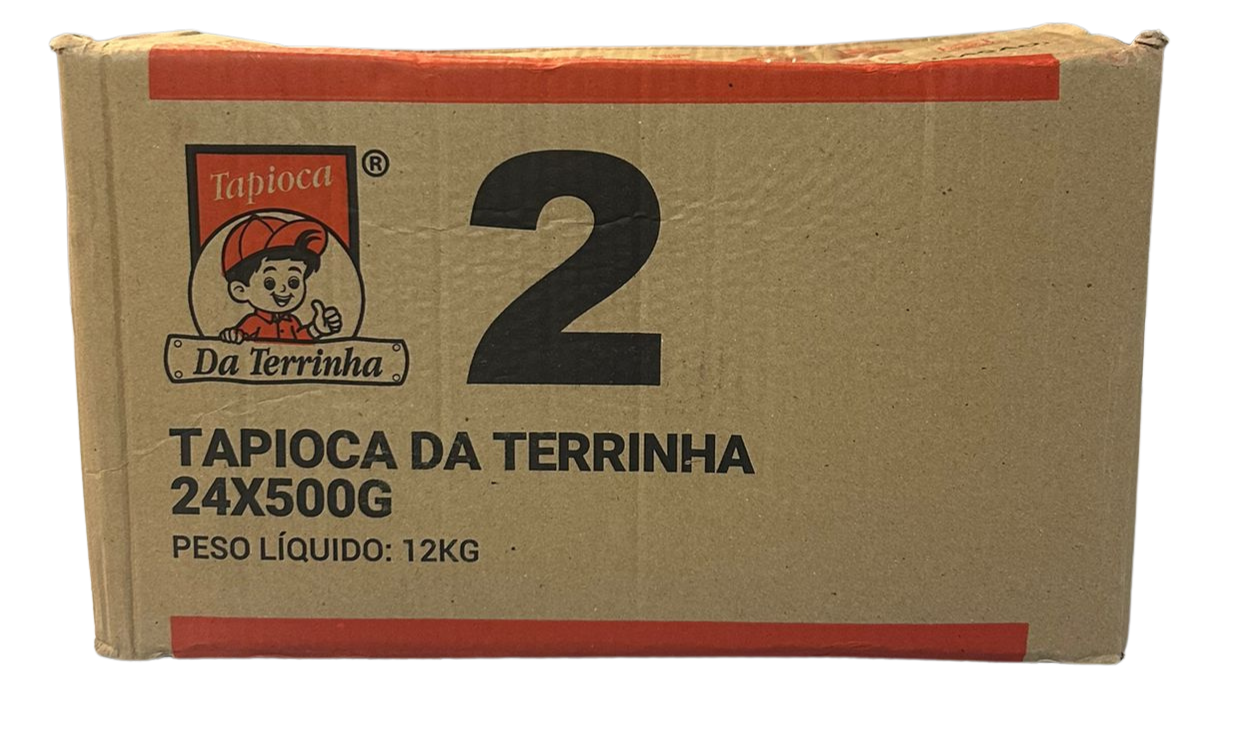 Tapioca
®
Da Terrinha
2
TAPIOCA DA TERRINHA
24X500G
PESO LÍQUIDO: 12KG